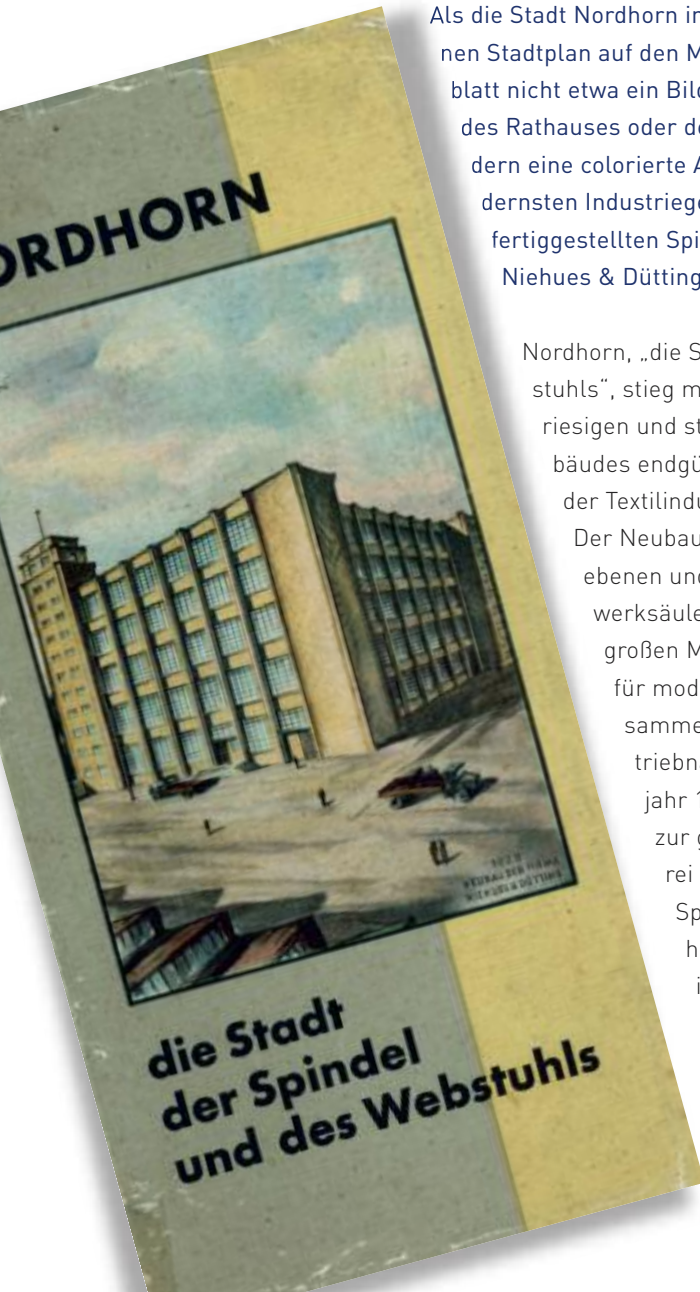 Als die Stadt Nordhorn in
nen Stadtplan auf den M
blatt nicht etwa ein Bild
des Rathauses oder de
dern eine colorierte A
dernsten Industriege
fertiggestellten Spi
Niehues & Dütting
Nordhorn, „die S
stuhls“, stieg m
riesigen und st
bäudes endgü
der Textilindu
Der Neubau
ebenen und
werksäule
großen M
für mod
samme
triebn
jahr 1
zur g
rei
Sp
h
i
ORDHORN
die Stadt
der Spindel
und des Webstuhls